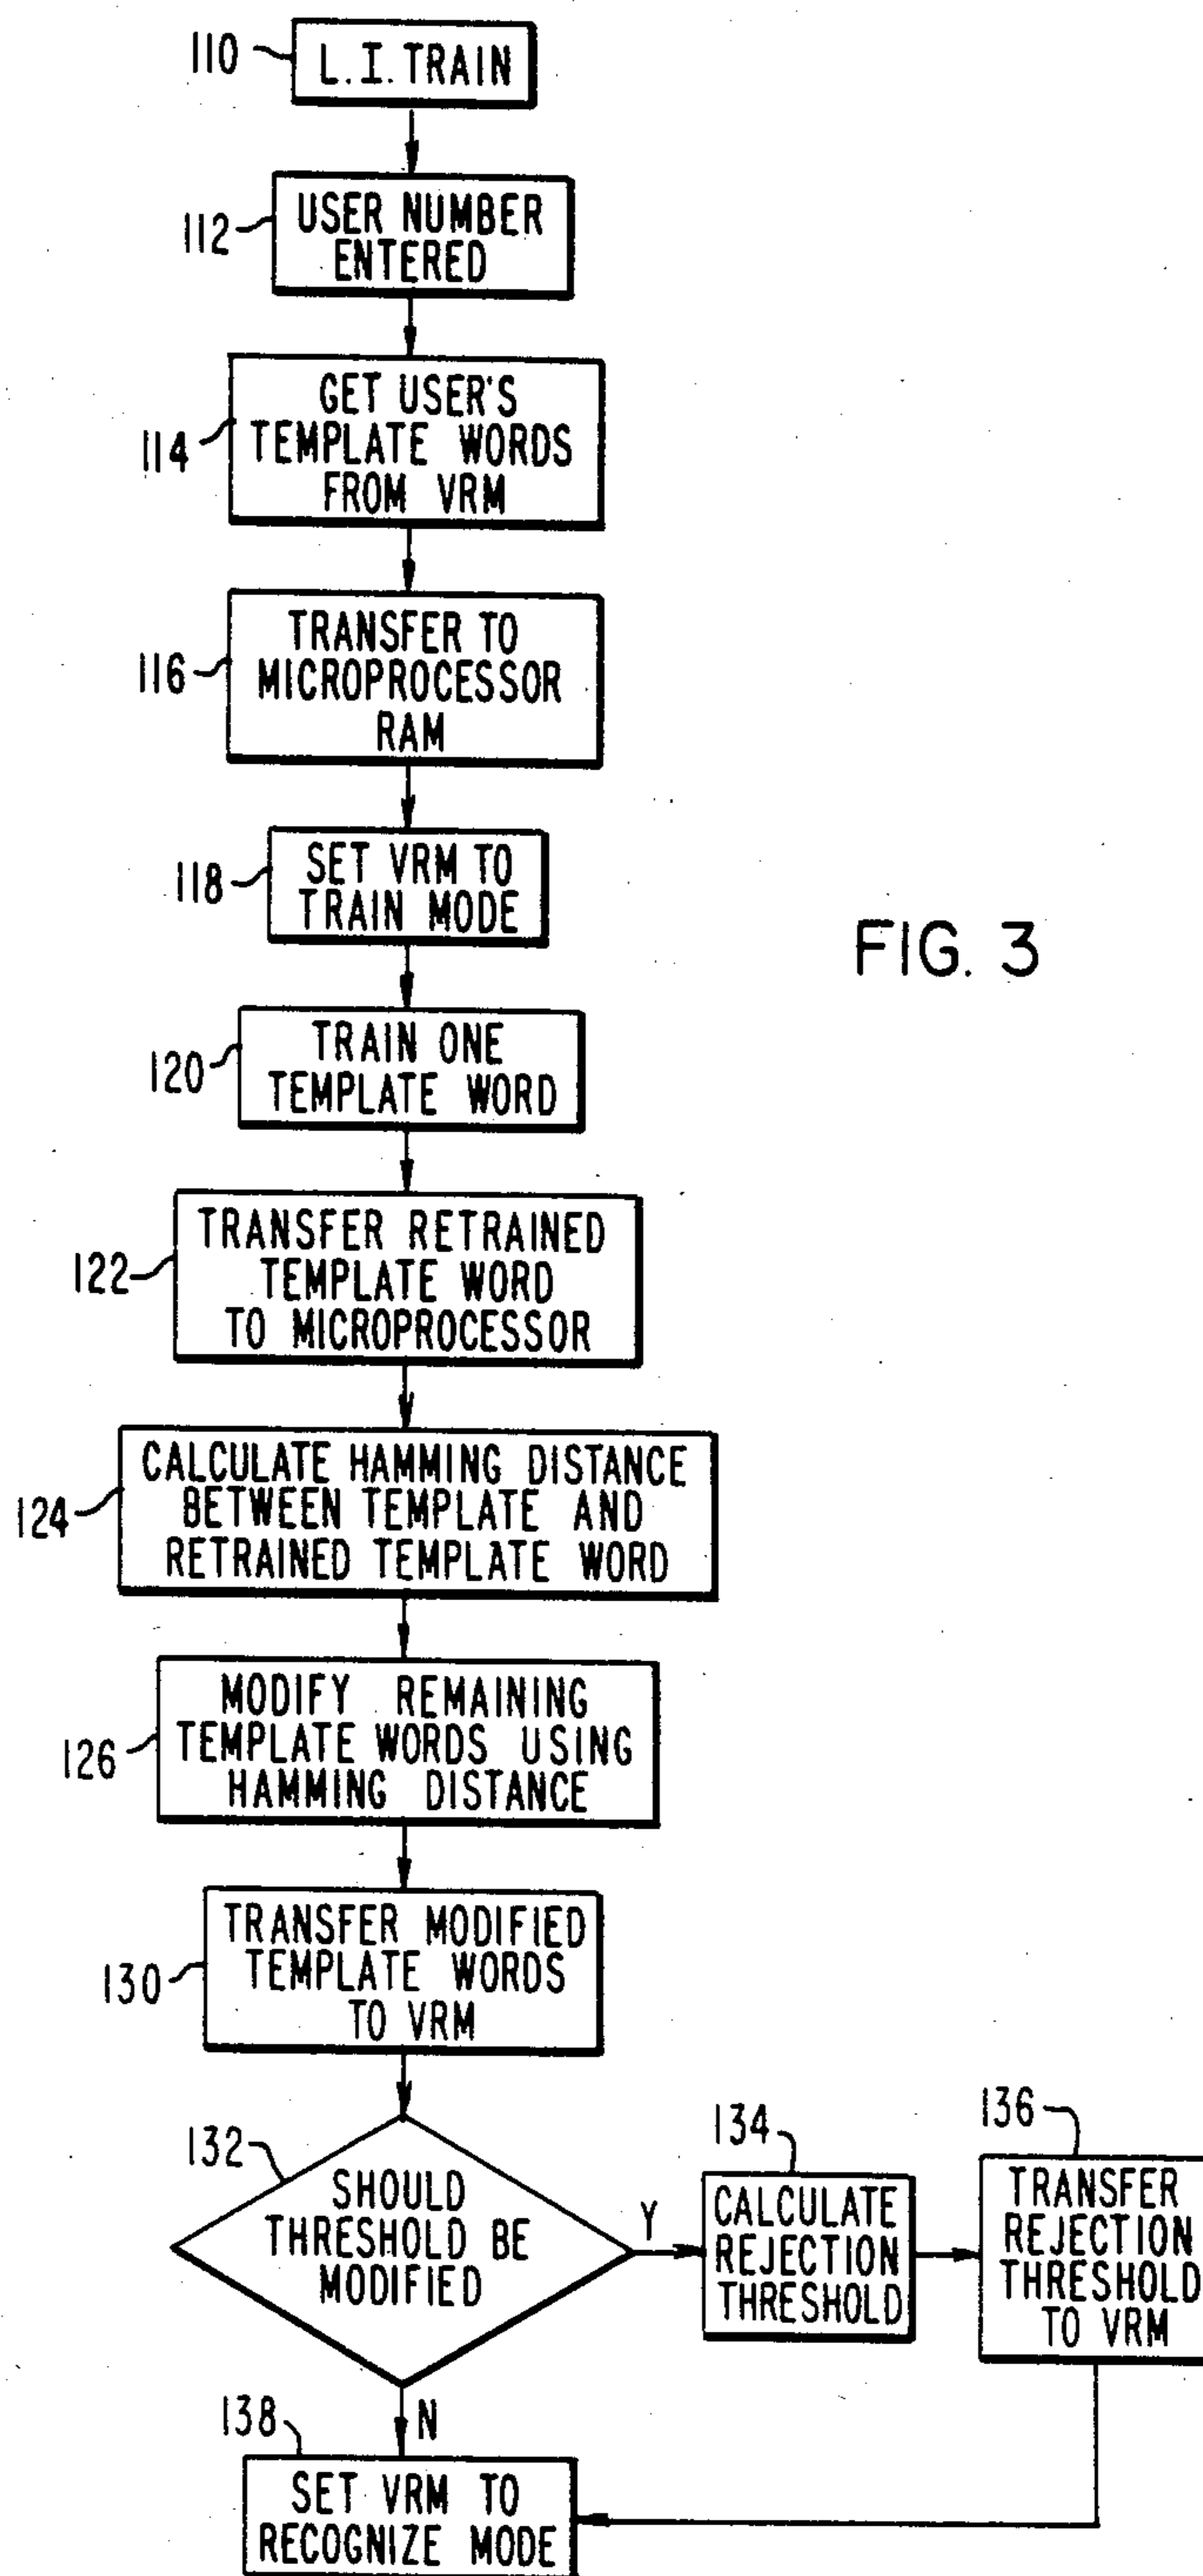 110
L.I. TRAIN
112
USER NUMBER
ENTERED
114
GET USER'S
TEMPLATE WORDS
FROM VRM
116
TRANSFER TO
MICROPROCESSOR
RAM
118
SET VRM TO
TRAIN MODE
FIG. 3
120
TRAIN ONE
TEMPLATE WORD
122
TRANSFER RETRAINED
TEMPLATE WORD
TO MICROPROCESSOR
124
CALCULATE HAMMING DISTANCE
BETWEEN TEMPLATE AND
RETRAINED TEMPLATE WORD
126
MODIFY REMAINING
TEMPLATE WORDS USING
HAMMING DISTANCE
130
TRANSFER MODIFIED
TEMPLATE WORDS
TO VRM
132
SHOULD
THRESHOLD BE
MODIFIED
Y
134
CALCULATE
REJECTION
THRESHOLD
136
TRANSFER
REJECTION
THRESHOLD
TO VRM
N
138
SET VRM TO
RECOGNIZE MODE